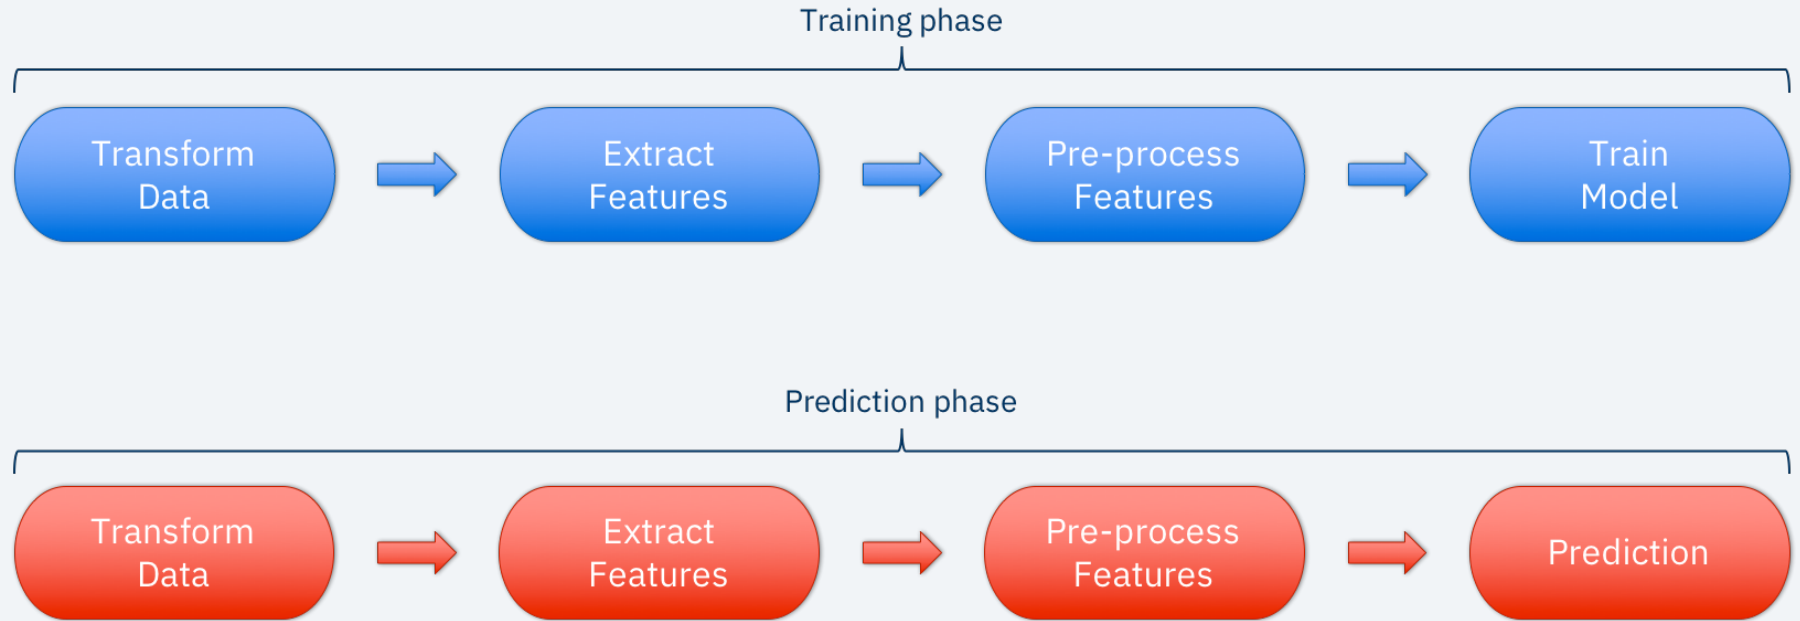 Training phase
Transform
Data
Extract
Features
Pre-process
Features
Train
Model
Prediction phase
Transform
Data
Extract
Features
Pre-process
Features
Prediction